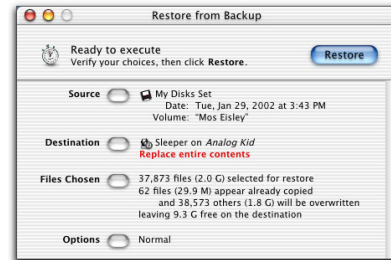 Restore from Backup
Ready to execute
Verify your choices, then click Restore.
Restore
Source
My Disks Set
Date: Tue, Jan 29, 2002 at 3:43 PM
Volume: “Mos Eisley”
Destination
Sleeper on Analog Kid
Replace entire contents
Files Chosen
37,873 files (2.0 G) selected for restore
62 files (29.9 M) appear already copied
and 38,573 others (1.8 G) will be overwritten
leaving 9.3 G free on the destination
Options
Normal